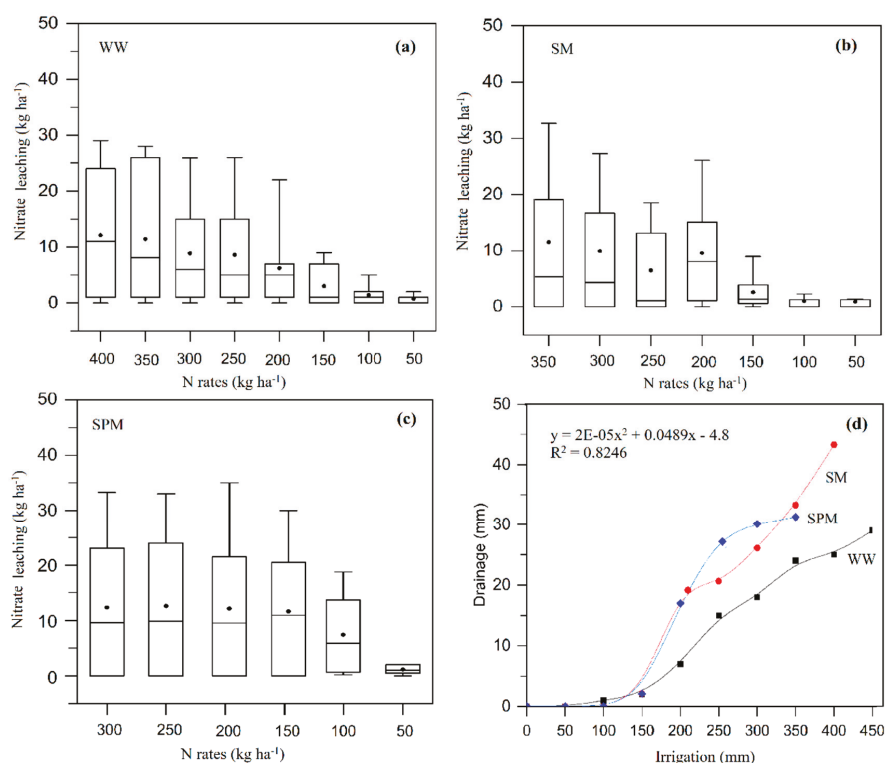 WW
(a)
50
40
30
20
10
0
Nitrate leaching (kg ha⁻¹)
400 350 300 250 200 150 100 50
N rates (kg ha⁻¹)
SM
(b)
50
40
30
20
10
0
Nitrate leaching (kg ha⁻¹)
350 300 250 200 150 100 50
N rates (kg ha⁻¹)
SPM
(c)
50
40
30
20
10
0
Nitrate leaching (kg ha⁻¹)
300 250 200 150 100 50
N rates (kg ha⁻¹)
(d)
y = 2E-05x² + 0.0489x - 4.8
R² = 0.8246
SM
SPM
WW
50
40
30
20
10
0
Drainage (mm)
0 50 100 150 200 250 300 350 400 450
Irrigation (mm)